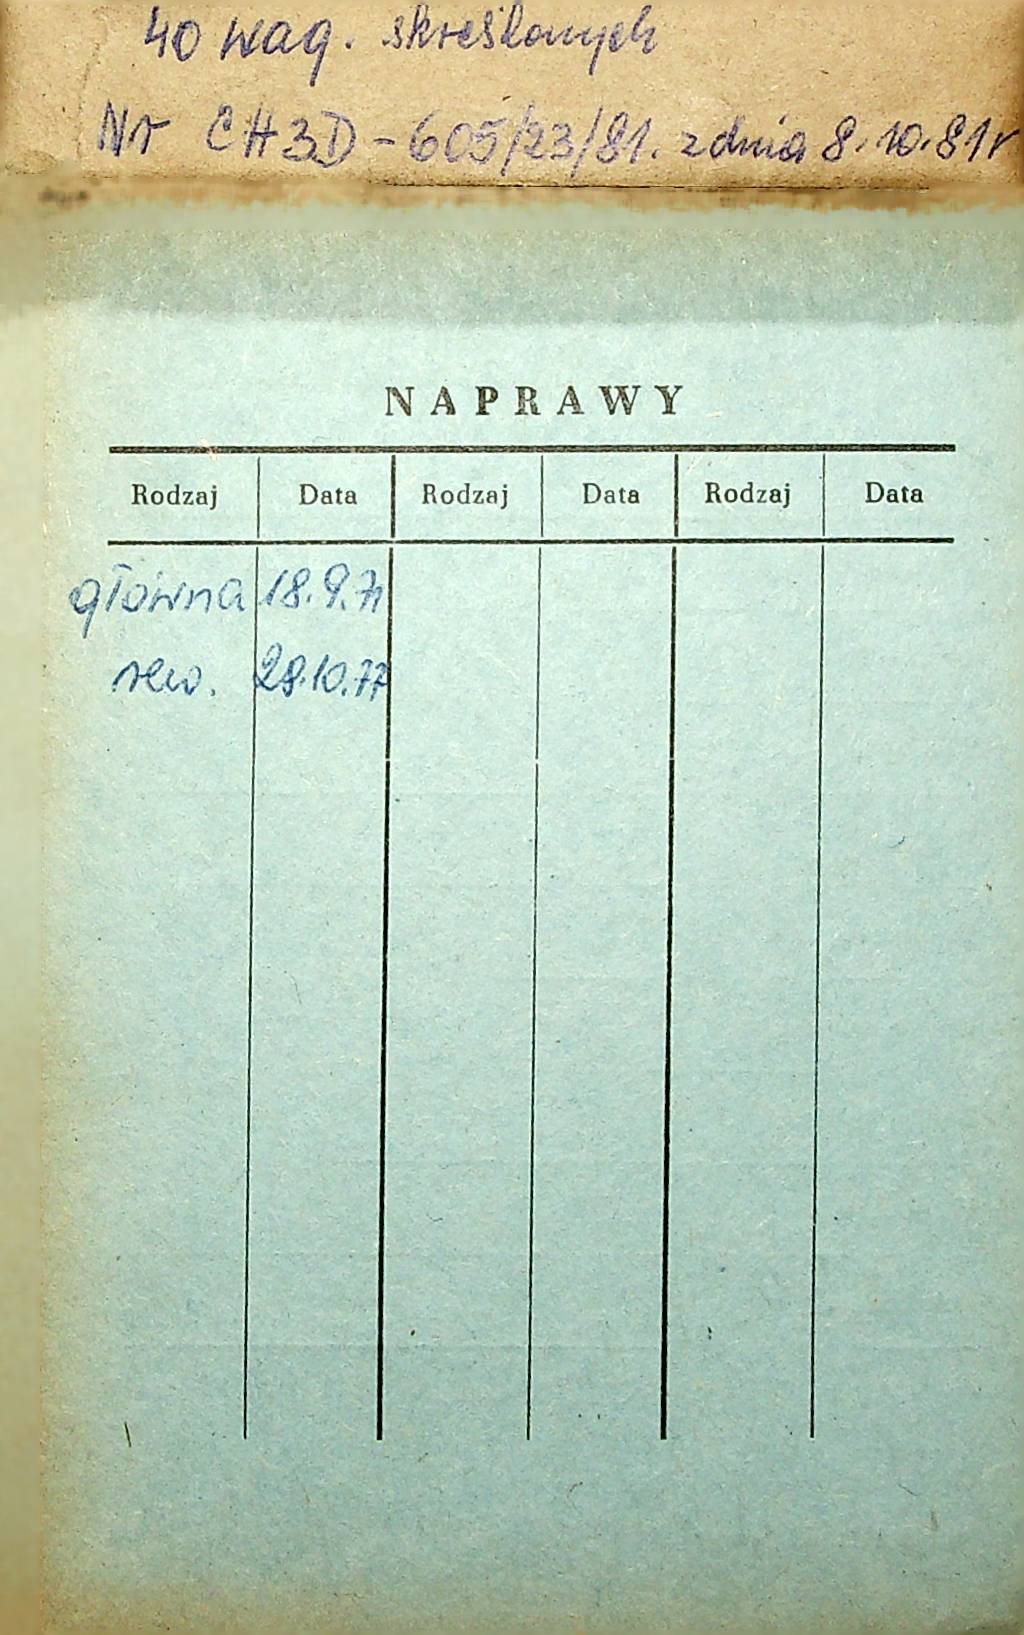 40 wag. skreślonych
Nr CH3D-605/23/81. z dnia 8.10.81r
NAPRAWY
Rodzaj Data Rodzaj Data Rodzaj Data
główna 18.9.71
rew. 28.10.77